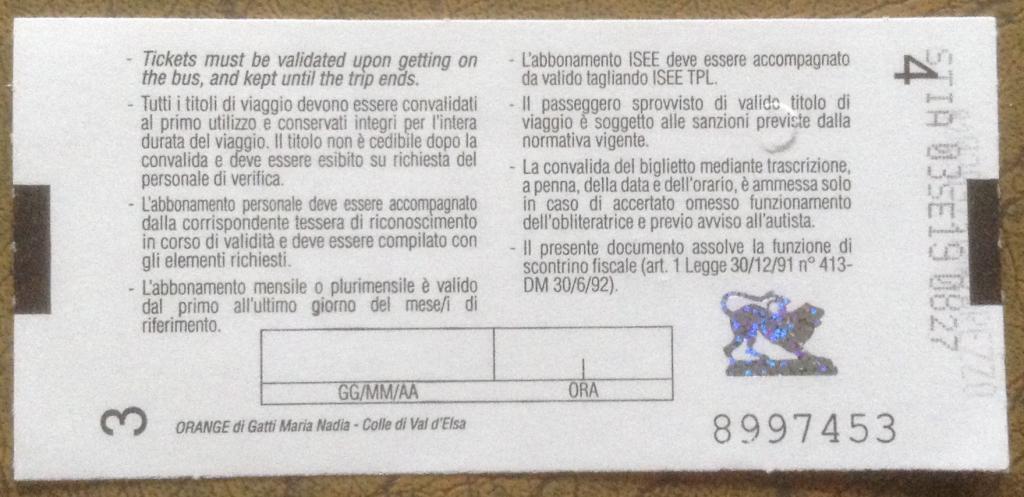 - Tickets must be validated upon getting on
the bus, and kept until the trip ends.
- Tutti i titoli di viaggio devono essere convalidati
al primo utilizzo e conservati integri per l'intera
durata del viaggio. Il titolo non è cedibile dopo la
convalida e deve essere esibito su richiesta del
personale di verifica.
- L'abbonamento personale deve essere accompagnato
dalla corrispondente tessera di riconoscimento
in corso di validità e deve essere compilato con
gli elementi richiesti.
- L'abbonamento mensile o plurimensile è valido
dal primo all'ultimo giorno del mese/i di
riferimento.
- L'abbonamento ISEE deve essere accompagnato
da valido tagliando ISEE TPL.
- Il passeggero sprovvisto di valido titolo di
viaggio è soggetto alle sanzioni previste dalla
normativa vigente.
- La convalida del biglietto mediante trascrizione,
a penna, della data e dell'orario, è ammessa solo
in caso di accertato omesso funzionamento
dell'obliteratrice e previo avviso all'autista.
- Il presente documento assolve la funzione di
scontrino fiscale (art. 1 Legge 30/12/91 n° 413-
DM 30/6/92).
GG/MM/AA ORA
3
ORANGE di Gatti Maria Nadia - Colle di Val d'Elsa
8997453
4
03SE19 0827